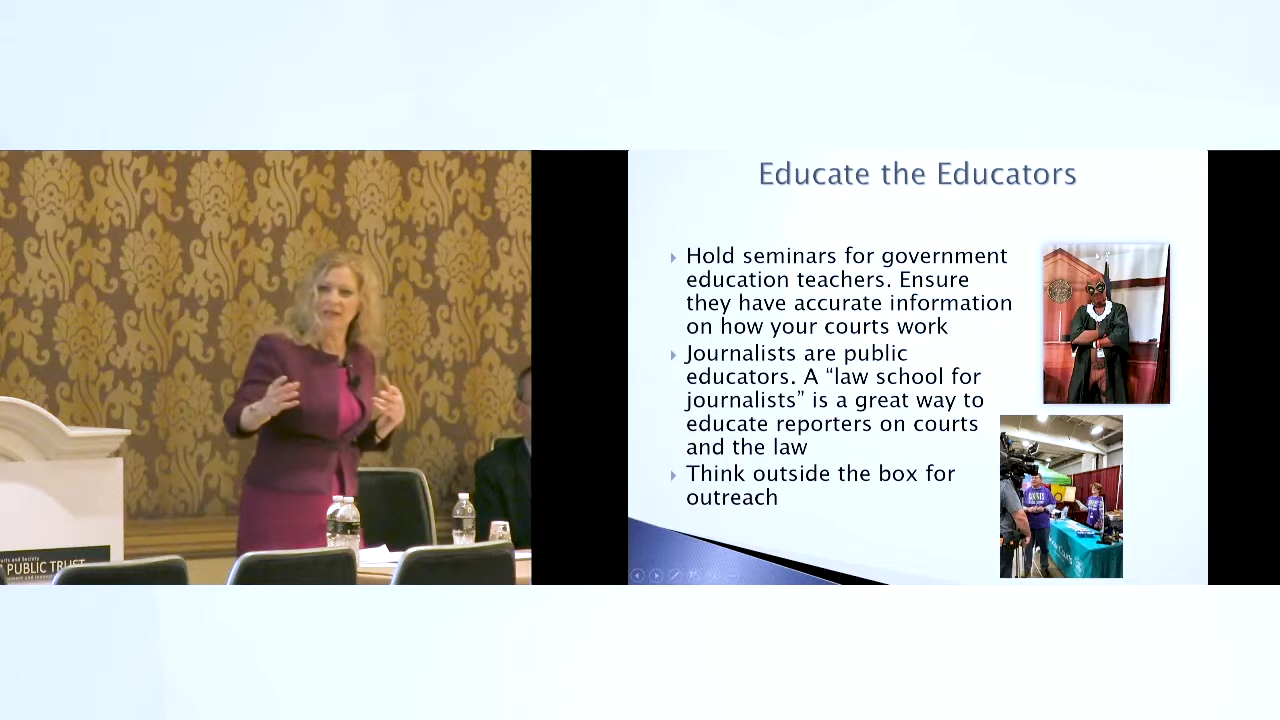 Educate the Educators
Hold seminars for government
education teachers. Ensure
they have accurate information
on how your courts work
Journalists are public
educators. A “law school for
journalists” is a great way to
educate reporters on courts
and the law
Think outside the box for
outreach
PUBLIC TRUST